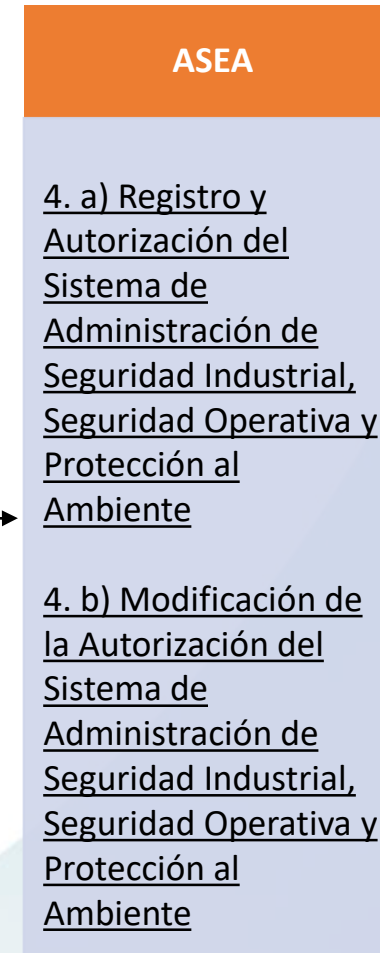 ASEA
4. a) Registro y
Autorización del
Sistema de
Administración de
Seguridad Industrial,
Seguridad Operativa y
Protección al
Ambiente
4. b) Modificación de
la Autorización del
Sistema de
Administración de
Seguridad Industrial,
Seguridad Operativa y
Protección al
Ambiente